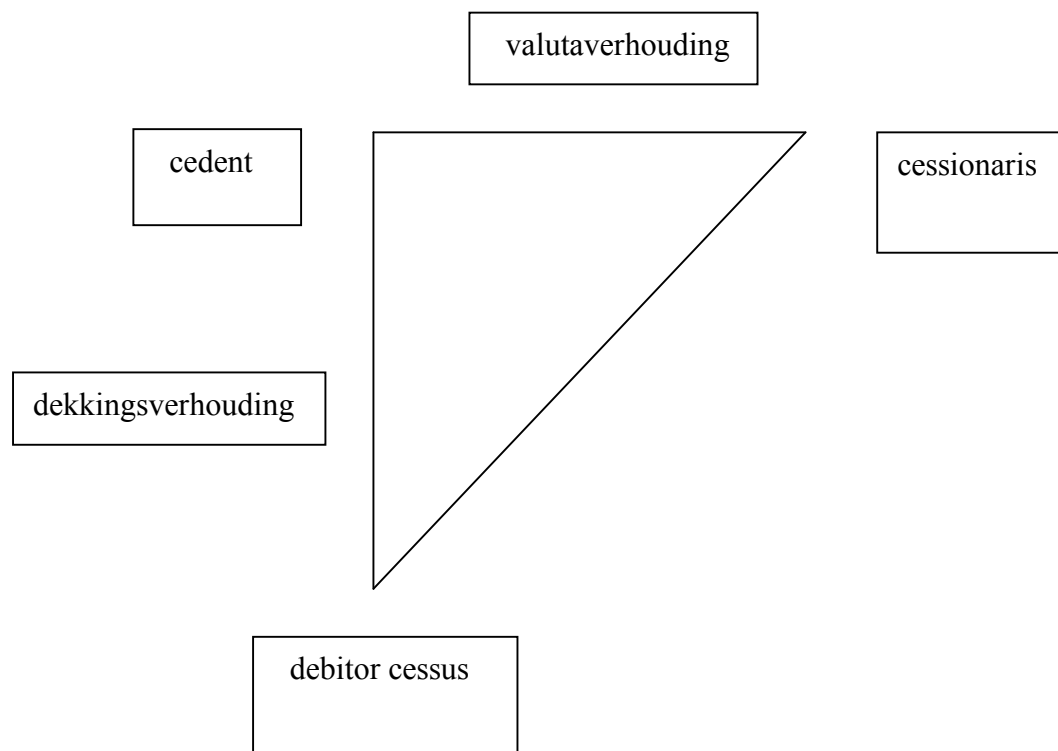 valutaverhouding
cedent
cessionaris
dekkingsverhouding
debitor cessus